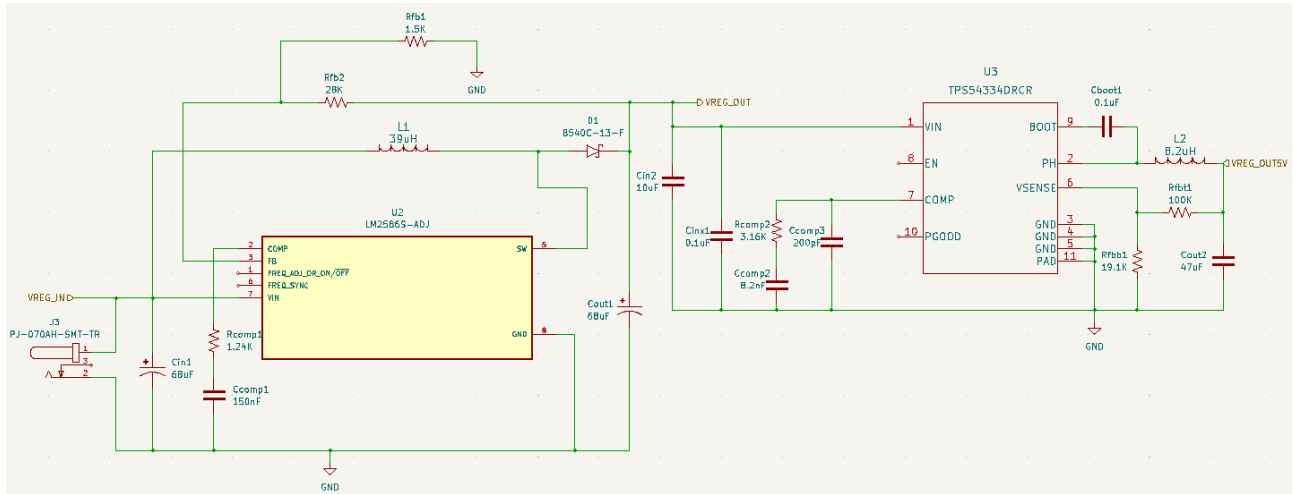 Rfb1
1.5K
GND
Rfb2
28K
VREG_OUT
L1
39uH
D1
B540C-13-F
U2
LM2586S-ADJ
2
COMP
3
FB
1
FREQ_ADJ_OR_ON/OFF
6
FREQ_SYNC
7
VIN
SW
GND
8
VREG_IN
J3
PJ-070AH-SMT-TR
1
3
2
Cin1
68uF
Rcomp1
1.24K
Ccomp1
150nF
GND
Cout1
68uF
Cin2
10uF
Cinx1
0.1uF
Rcomp2
3.16K
Ccomp2
8.2nF
Ccomp3
200pF
U3
TPS54334DRCR
1
VIN
8
EN
7
COMP
10
PGOOD
BOOT
9
PH
2
VSENSE
6
GND
3
GND
4
GND
5
PAD
11
Cboot1
0.1uF
L2
8.2uH
VREG_OUT5V
Rfbt1
100K
Rfbb1
19.1K
Cout2
47uF
GND